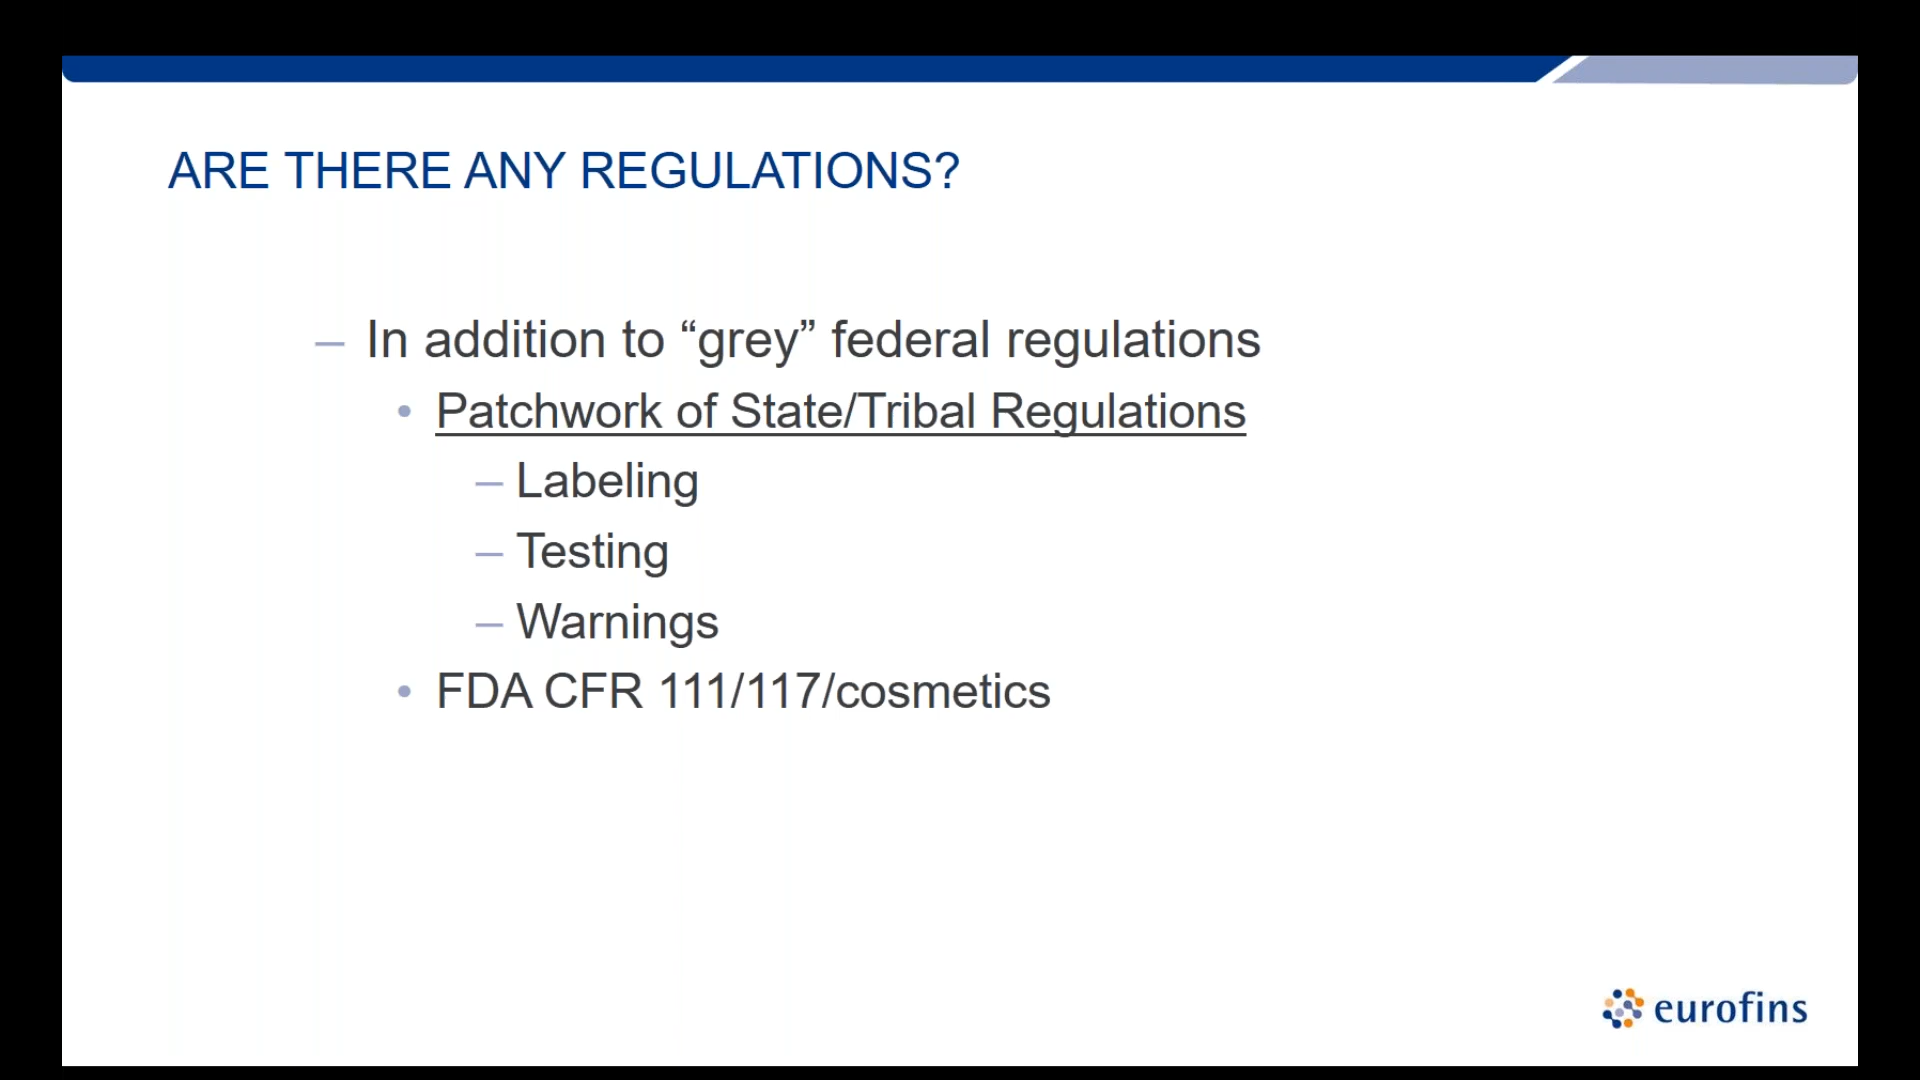 ARE THERE ANY REGULATIONS?
– In addition to “grey” federal regulations
• Patchwork of State/Tribal Regulations
– Labeling
– Testing
– Warnings
• FDA CFR 111/117/cosmetics
eurofins